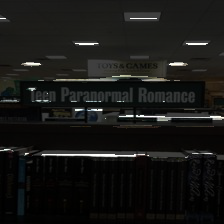 TOYS & GAMES
Teen Paranormal Romance